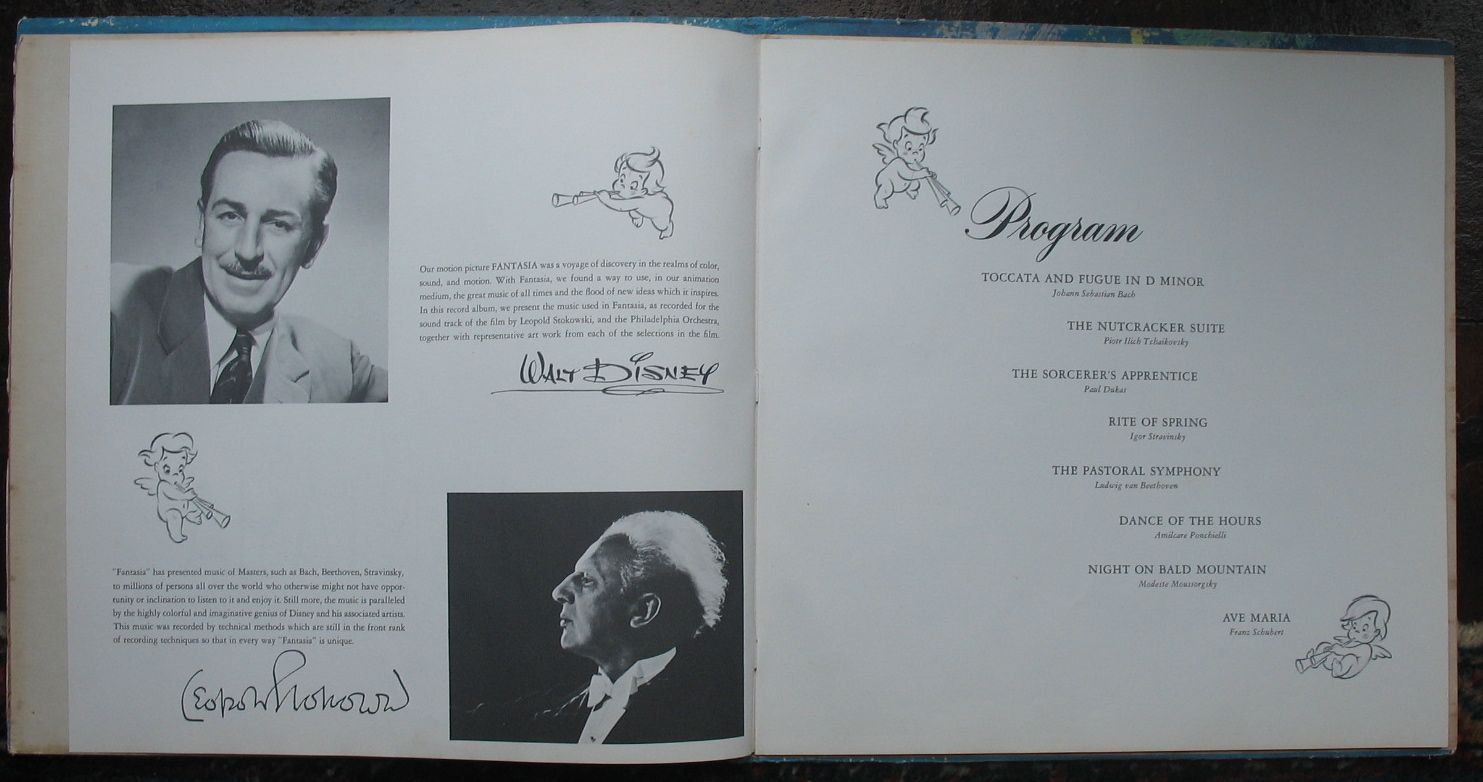 Our motion picture FANTASIA was a voyage of discovery in the realms of color,
sound, and motion. With Fantasia, we found a way to use, in our animation
medium, the great music of all times and the flood of new ideas which it inspires.
In this record album, we present the music used in Fantasia, as recorded for the
sound track of the film by Leopold Stokowski, and the Philadelphia Orchestra,
together with representative art work from each of the selections in the film.
WALT DISNEY
"Fantasia" has presented music of Masters, such as Bach, Beethoven, Stravinsky,
to millions of persons all over the world who otherwise might not have oppor-
tunity or inclination to listen to it and enjoy it. Still more, the music is paralleled
by the highly colorful and imaginative genius of Disney and his associated artists.
This music was recorded by technical methods which are still in the front rank
of recording techniques so that in every way "Fantasia" is unique.
Leopold Stokowski
Program
TOCCATA AND FUGUE IN D MINOR
Johann Sebastian Bach
THE NUTCRACKER SUITE
Piotr Ilich Tchaikovsky
THE SORCERER'S APPRENTICE
Paul Dukas
RITE OF SPRING
Igor Stravinsky
THE PASTORAL SYMPHONY
Ludwig van Beethoven
DANCE OF THE HOURS
Amilcare Ponchielli
NIGHT ON BALD MOUNTAIN
Modeste Moussorgsky
AVE MARIA
Franz Schubert